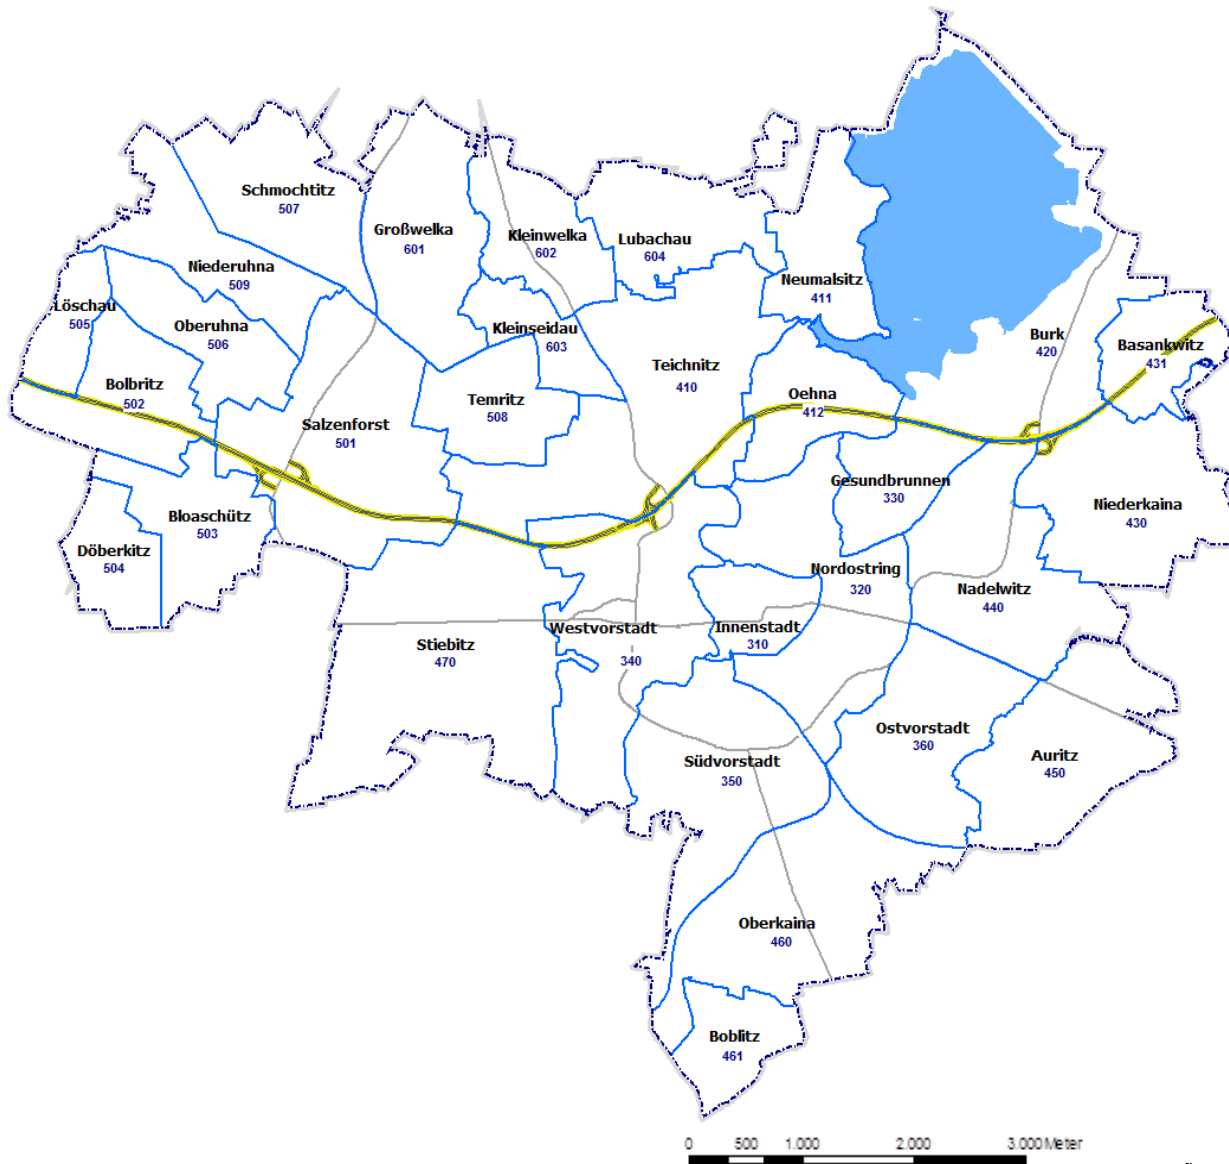 Schmochtitz
507
Großwelka
601
Kleinwelka
602
Lubachau
604
Niederuhna
509
Neumalsitz
411
Löschau
505
Oberuhna
506
Kleinseidau
603
Burk
420
Basankwitz
431
Teichnitz
410
Bolbritz
502
Temritz
508
Oehna
412
Salzenforst
501
Gesundbrunnen
330
Niederkaina
430
Bloaschütz
503
Döberkitz
504
Nordostring
320
Nadelwitz
440
Westvorstadt
340
Innenstadt
310
Stiebitz
470
Ostvorstadt
360
Südvorstadt
350
Auritz
450
Oberkaina
460
Boblitz
461
0 500 1.000 2.000 3.000 Meter